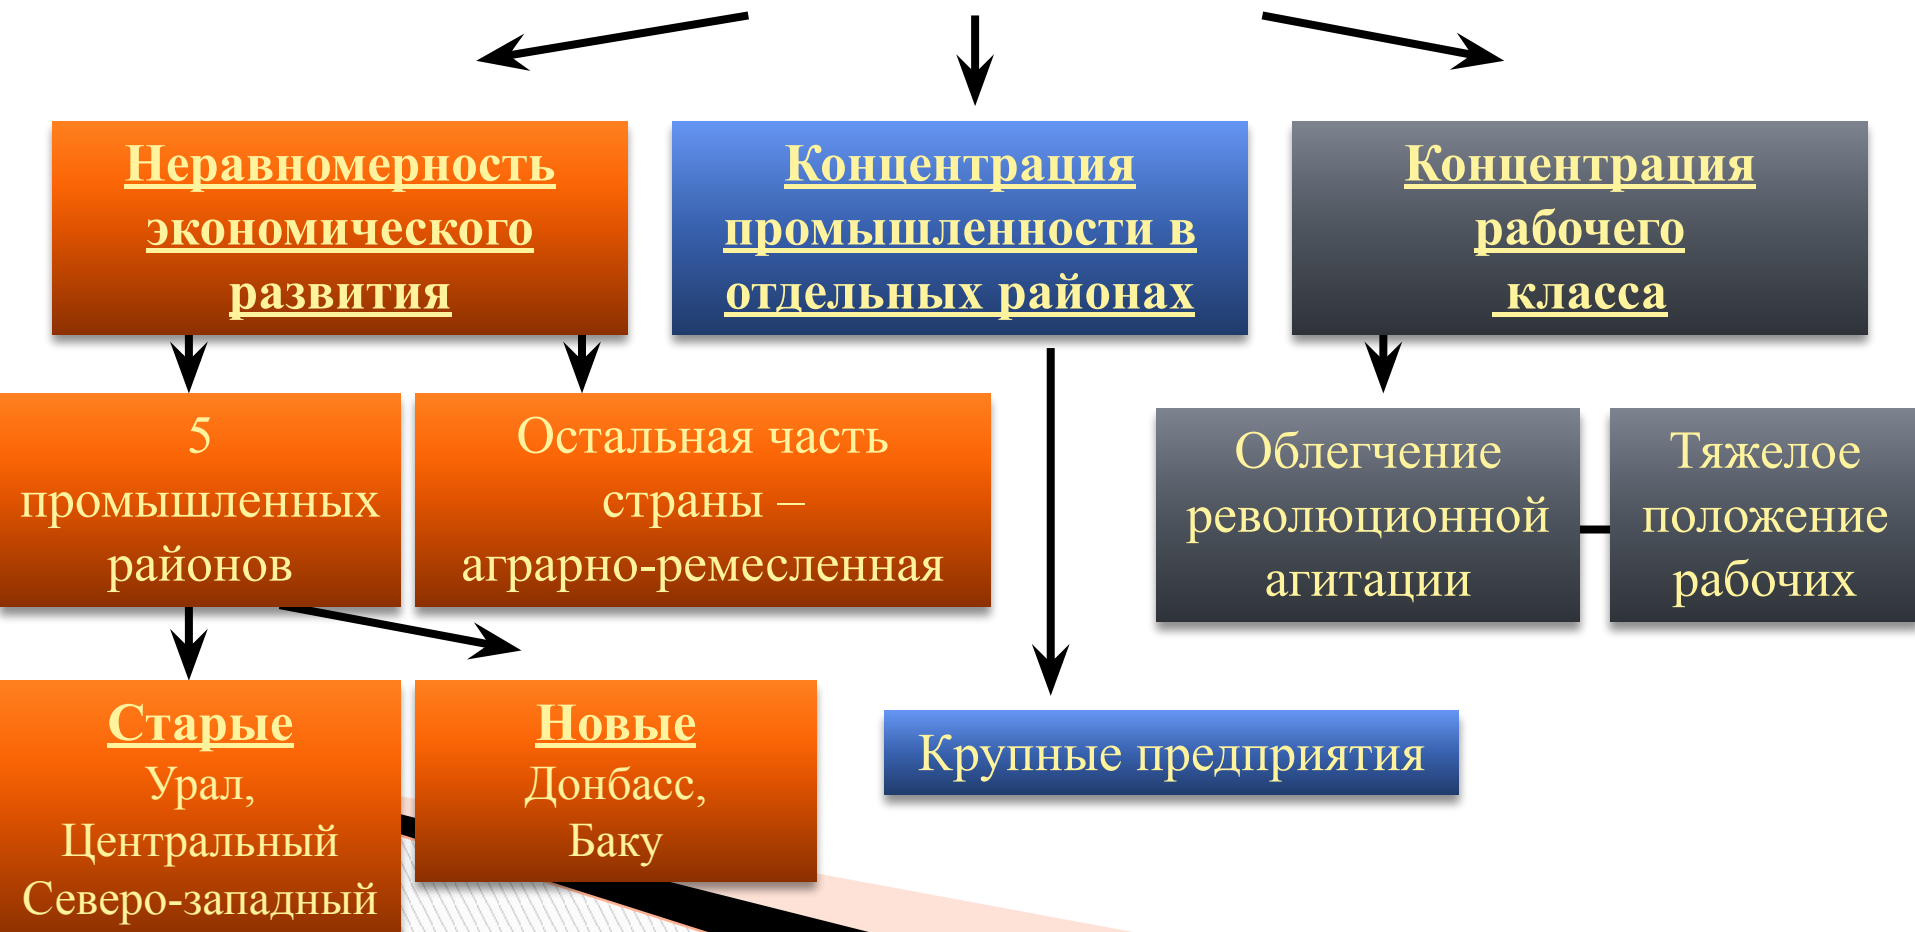 Неравномерность
экономического
развития
Концентрация
промышленности в
отдельных районах
Концентрация
рабочего
класса
5
промышленных
районов
Остальная часть
страны –
аграрно-ремесленная
Облегчение
революционной
агитации
Тяжелое
положение
рабочих
Старые
Урал,
Центральный
Северо-западный
Новые
Донбасс,
Баку
Крупные предприятия